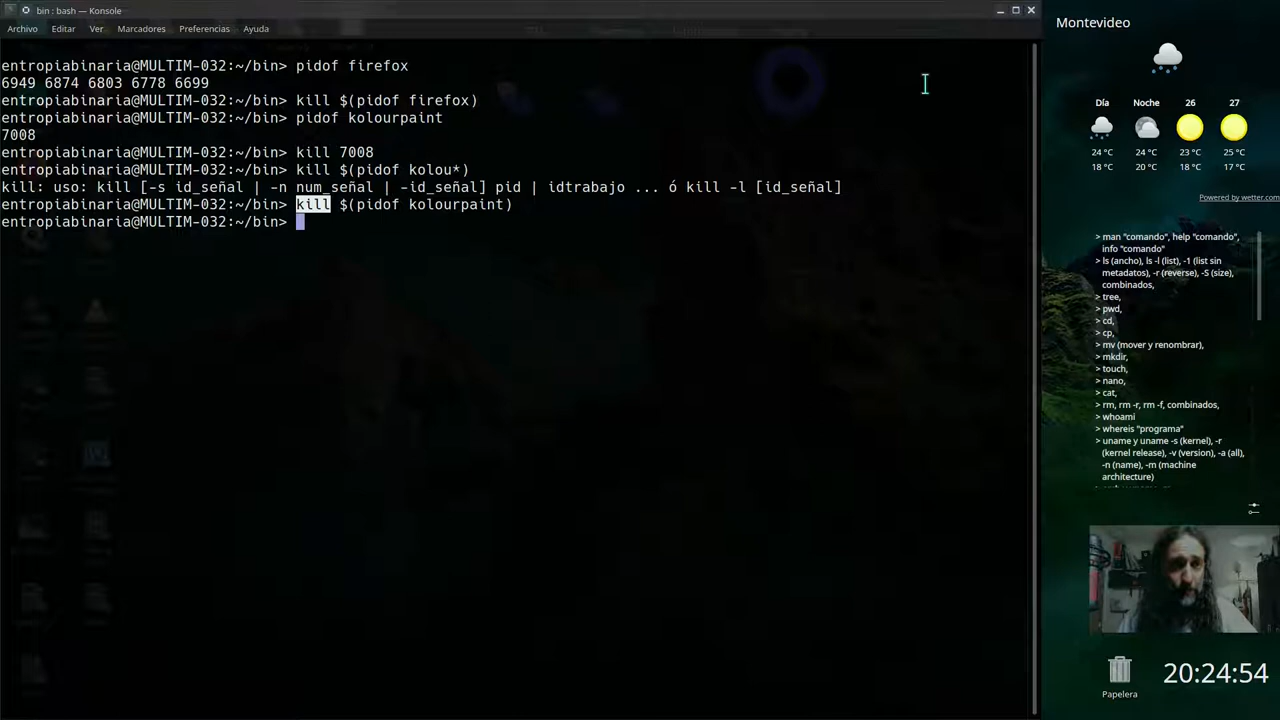 bin : bash — Konsole
Archivo Editar Ver Marcadores Preferencias Ayuda
entropiabinaria@MULTIM-032:~/bin> pidof firefox
6949 6874 6803 6778 6699
entropiabinaria@MULTIM-032:~/bin> kill $(pidof firefox)
entropiabinaria@MULTIM-032:~/bin> pidof kolourpaint
7008
entropiabinaria@MULTIM-032:~/bin> kill 7008
entropiabinaria@MULTIM-032:~/bin> kill $(pidof kolou*)
kill: uso: kill [-s id_señal | -n num_señal | -id_señal] pid | idtrabajo ... ó kill -l [id_señal]
entropiabinaria@MULTIM-032:~/bin> kill $(pidof kolourpaint)
entropiabinaria@MULTIM-032:~/bin>
Montevideo
Día Noche 26 27
24 °C 24 °C 23 °C 25 °C
18 °C 20 °C 16 °C 17 °C
Powered by wetter.com
> man "comando", help "comando",
info "comando"
> ls (ancho), ls -l (list), -1 (list sin
metadatos), -r (reverse), -S (size),
combinados,
> tree,
> pwd,
> cd,
> cp,
> mv (mover y renombrar),
> mkdir,
> touch,
> nano,
> cat,
> rm, rm -r, rm -f, combinados,
> whoami
> whereis "programa"
> uname y uname -s (kernel), -r
(kernel release), -v (version), -a (all),
-n (name), -m (machine
architecture)
Papelera
20:24:54